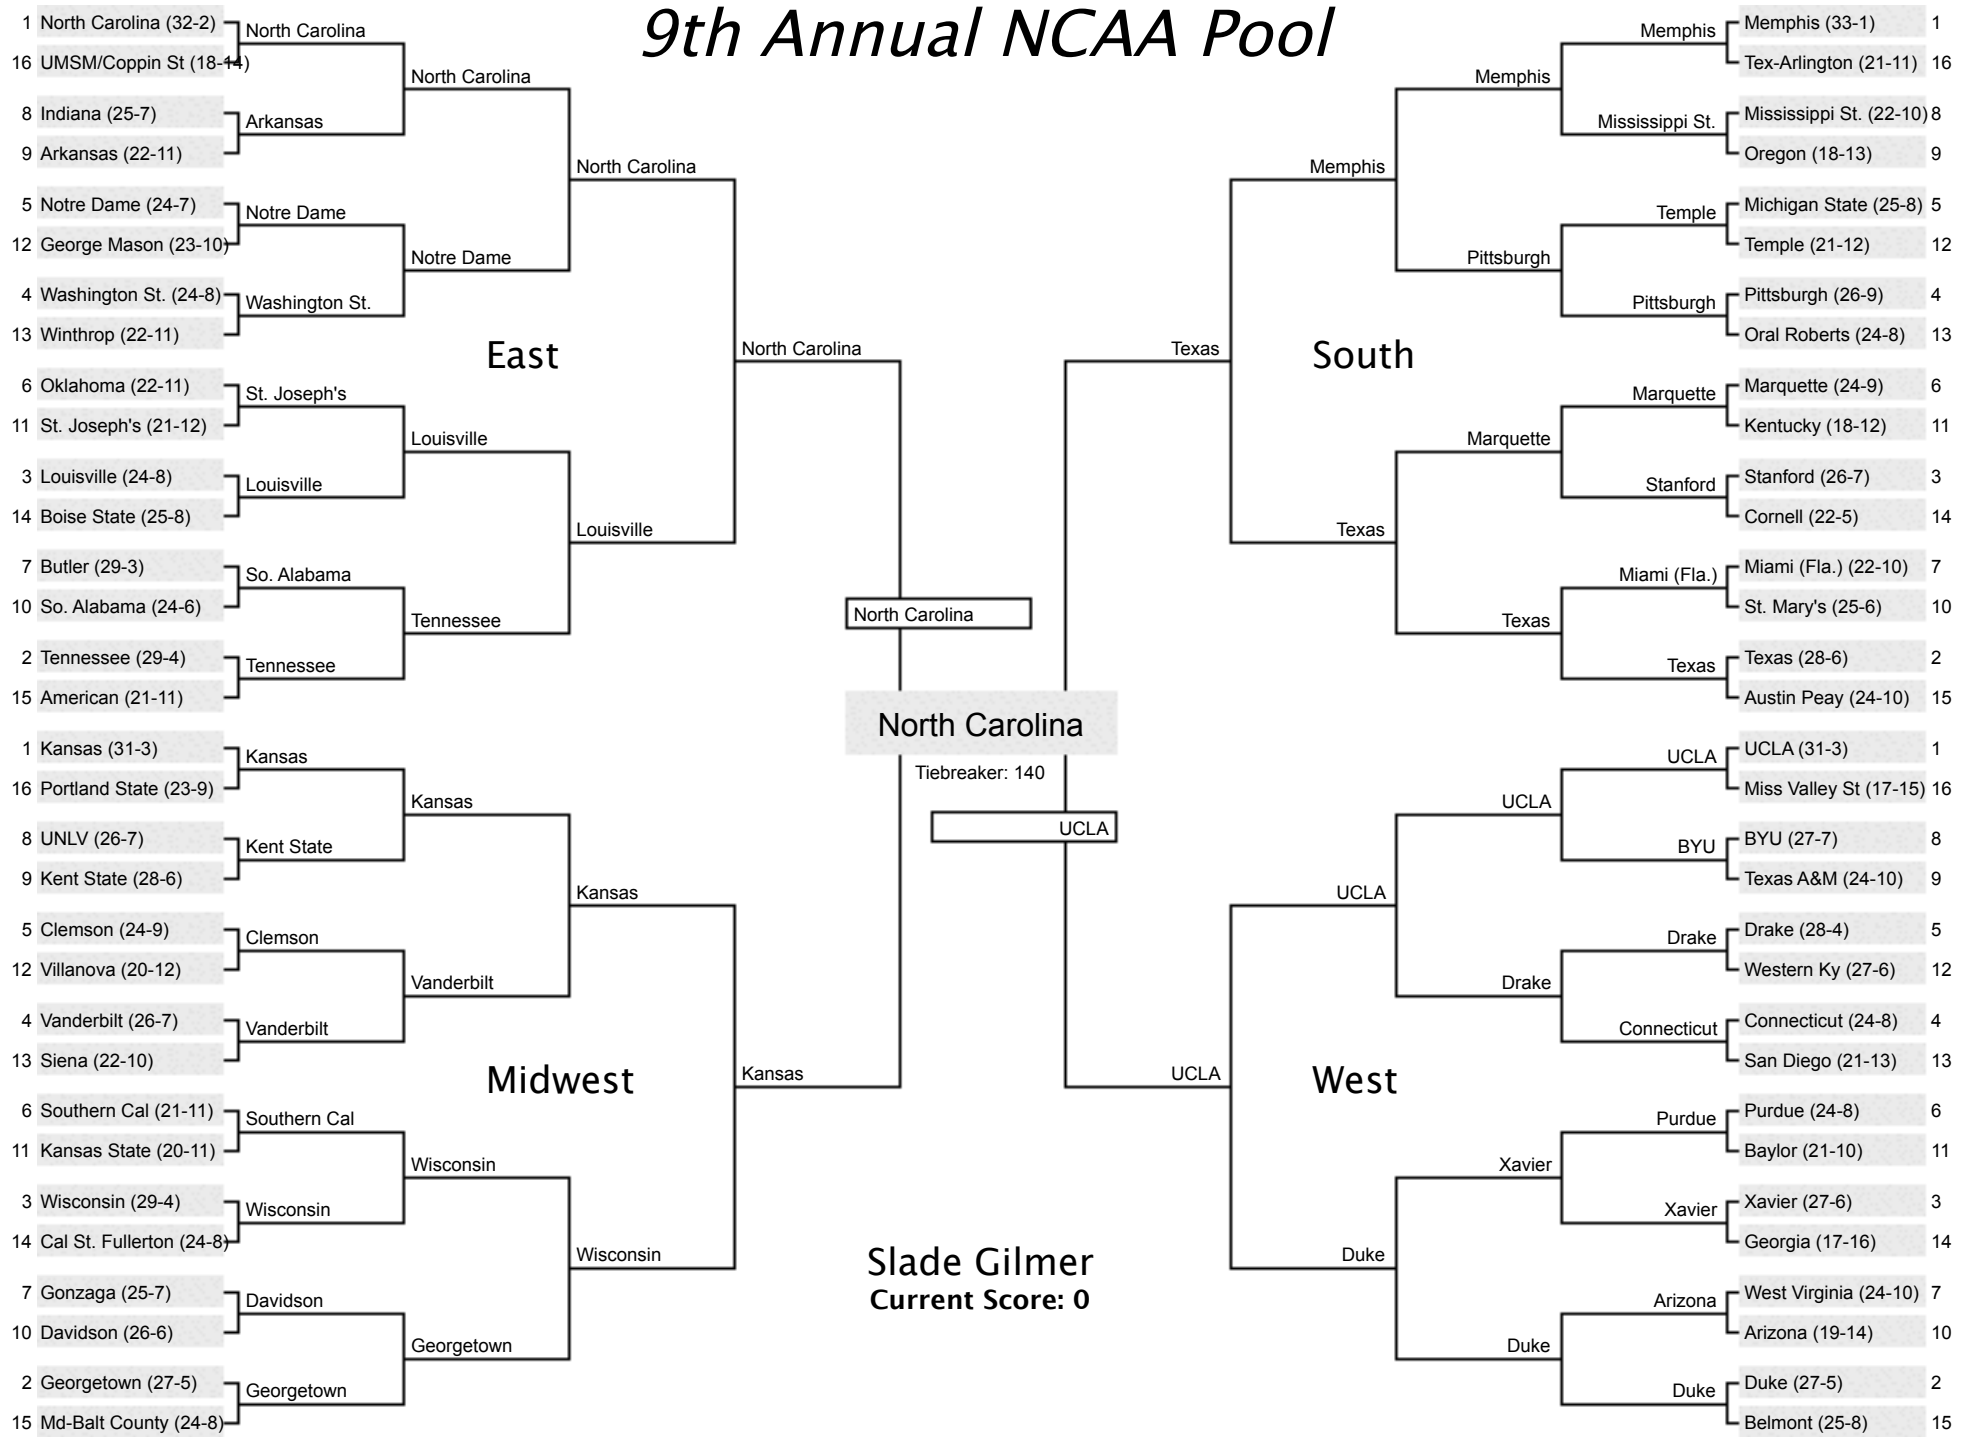 9th Annual NCAA Pool
1 North Carolina (32-2)
16 UMSM/Coppin St (18-14)
8 Indiana (25-7)
9 Arkansas (22-11)
5 Notre Dame (24-7)
12 George Mason (23-10)
4 Washington St. (24-8)
13 Winthrop (22-11)
6 Oklahoma (22-11)
11 St. Joseph's (21-12)
3 Louisville (24-8)
14 Boise State (25-8)
7 Butler (29-3)
10 So. Alabama (24-6)
2 Tennessee (29-4)
15 American (21-11)
North Carolina
Arkansas
Notre Dame
Washington St.
St. Joseph's
Louisville
So. Alabama
Tennessee
North Carolina
Notre Dame
Louisville
Tennessee
North Carolina
Louisville
East
North Carolina
1 Kansas (31-3)
16 Portland State (23-9)
8 UNLV (26-7)
9 Kent State (28-6)
5 Clemson (24-9)
12 Villanova (20-12)
4 Vanderbilt (26-7)
13 Siena (22-10)
6 Southern Cal (21-11)
11 Kansas State (20-11)
3 Wisconsin (29-4)
14 Cal St. Fullerton (24-8)
7 Gonzaga (25-7)
10 Davidson (26-6)
2 Georgetown (27-5)
15 Md-Balt County (24-8)
Kansas
Kent State
Clemson
Vanderbilt
Southern Cal
Wisconsin
Davidson
Georgetown
Kansas
Vanderbilt
Wisconsin
Georgetown
Kansas
Wisconsin
Midwest
Kansas
North Carolina
North Carolina
Tiebreaker: 140
UCLA
Slade Gilmer
Current Score: 0
Memphis (33-1) 1
Tex-Arlington (21-11) 16
Mississippi St. (22-10) 8
Oregon (18-13) 9
Michigan State (25-8) 5
Temple (21-12) 12
Pittsburgh (26-9) 4
Oral Roberts (24-8) 13
Marquette (24-9) 6
Kentucky (18-12) 11
Stanford (26-7) 3
Cornell (22-5) 14
Miami (Fla.) (22-10) 7
St. Mary's (25-6) 10
Texas (28-6) 2
Austin Peay (24-10) 15
Memphis
Mississippi St.
Temple
Pittsburgh
Marquette
Stanford
Miami (Fla.)
Texas
Memphis
Pittsburgh
Marquette
Texas
Memphis
Texas
South
Texas
UCLA (31-3) 1
Miss Valley St (17-15) 16
BYU (27-7) 8
Texas A&M (24-10) 9
Drake (28-4) 5
Western Ky (27-6) 12
Connecticut (24-8) 4
San Diego (21-13) 13
Purdue (24-8) 6
Baylor (21-10) 11
Xavier (27-6) 3
Georgia (17-16) 14
West Virginia (24-10) 7
Arizona (19-14) 10
Duke (27-5) 2
Belmont (25-8) 15
UCLA
BYU
Drake
Connecticut
Purdue
Xavier
Arizona
Duke
UCLA
Drake
Xavier
Duke
UCLA
Duke
West
UCLA